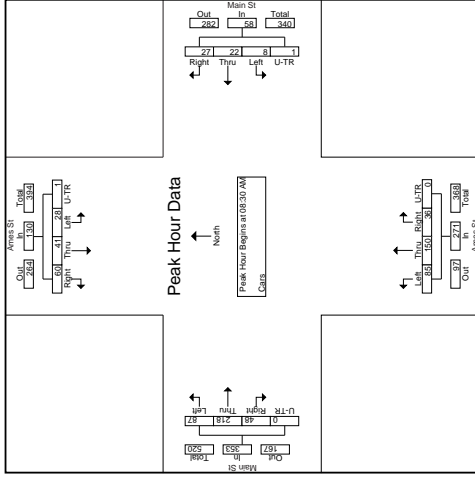 Main St
Out In Total
282 58 340
27 22 8 1
Right Thru Left U-TR
Ames St
Out In Total
264 130 394
60 41 28 1
Right Thru Left U-TR
Peak Hour Data
North
Peak Hour Begins at 08:30 AM
Cars
Left Thru Right U-TR
85 150 36 0
97 271 368
Out In Total
Ames St
Left Thru Right U-TR
87 218 48 0
520 353 167
Total In Out
Main St